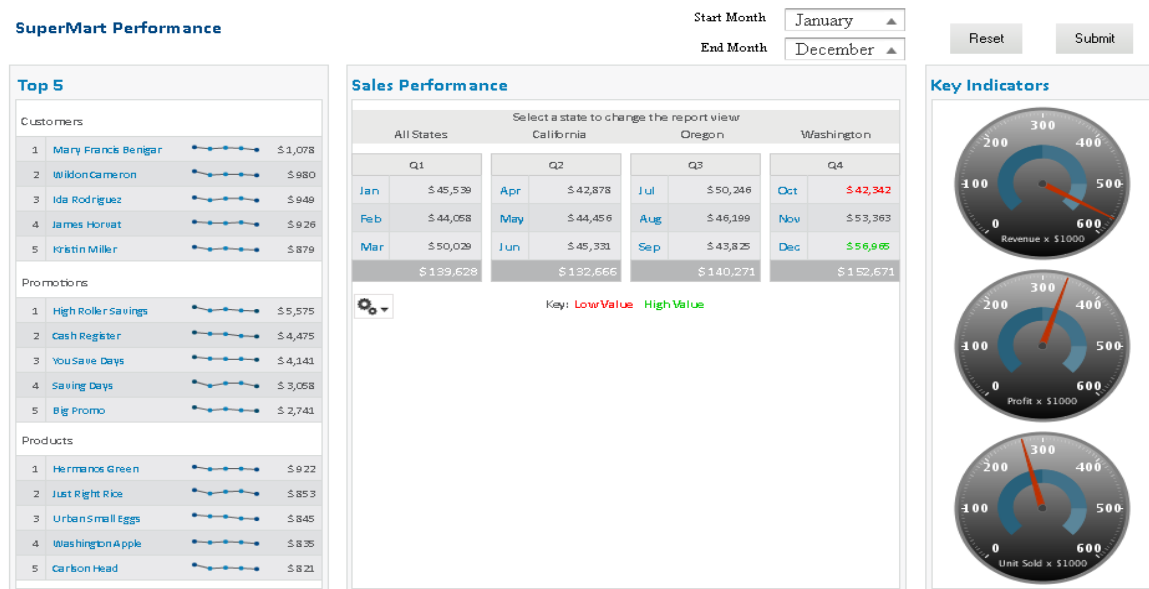 SuperMart Performance
Start Month January
End Month December
Reset Submit
Top 5
Customers
1 Mary Francis Benigar $1,078
2 Wildon Cameron $980
3 Ida Rodriguez $949
4 James Horvat $926
5 Kristin Miller $879
Promotions
1 High Roller Savings $5,575
2 Cash Register $4,475
3 You Save Days $4,141
4 Saving Days $3,058
5 Big Promo $2,741
Products
1 Hermanos Green $922
2 Just Right Rice $853
3 Urban Small Eggs $845
4 Washington Apple $835
5 Carlson Head $821
Sales Performance
Select a state to change the report view
All States California Oregon Washington
Q1 Q2 Q3 Q4
Jan $45,539 Apr $42,878 Jul $50,246 Oct $42,342
Feb $44,058 May $44,456 Aug $46,199 Nov $53,363
Mar $50,029 Jun $45,331 Sep $43,825 Dec $56,965
$139,628 $132,666 $140,271 $152,671
Key: Low Value High Value
Key Indicators
0 100 200 300 400 500 600
Revenue x $1000
0 100 200 300 400 500 600
Profit x $1000
0 100 200 300 400 500 600
Unit Sold x $1000